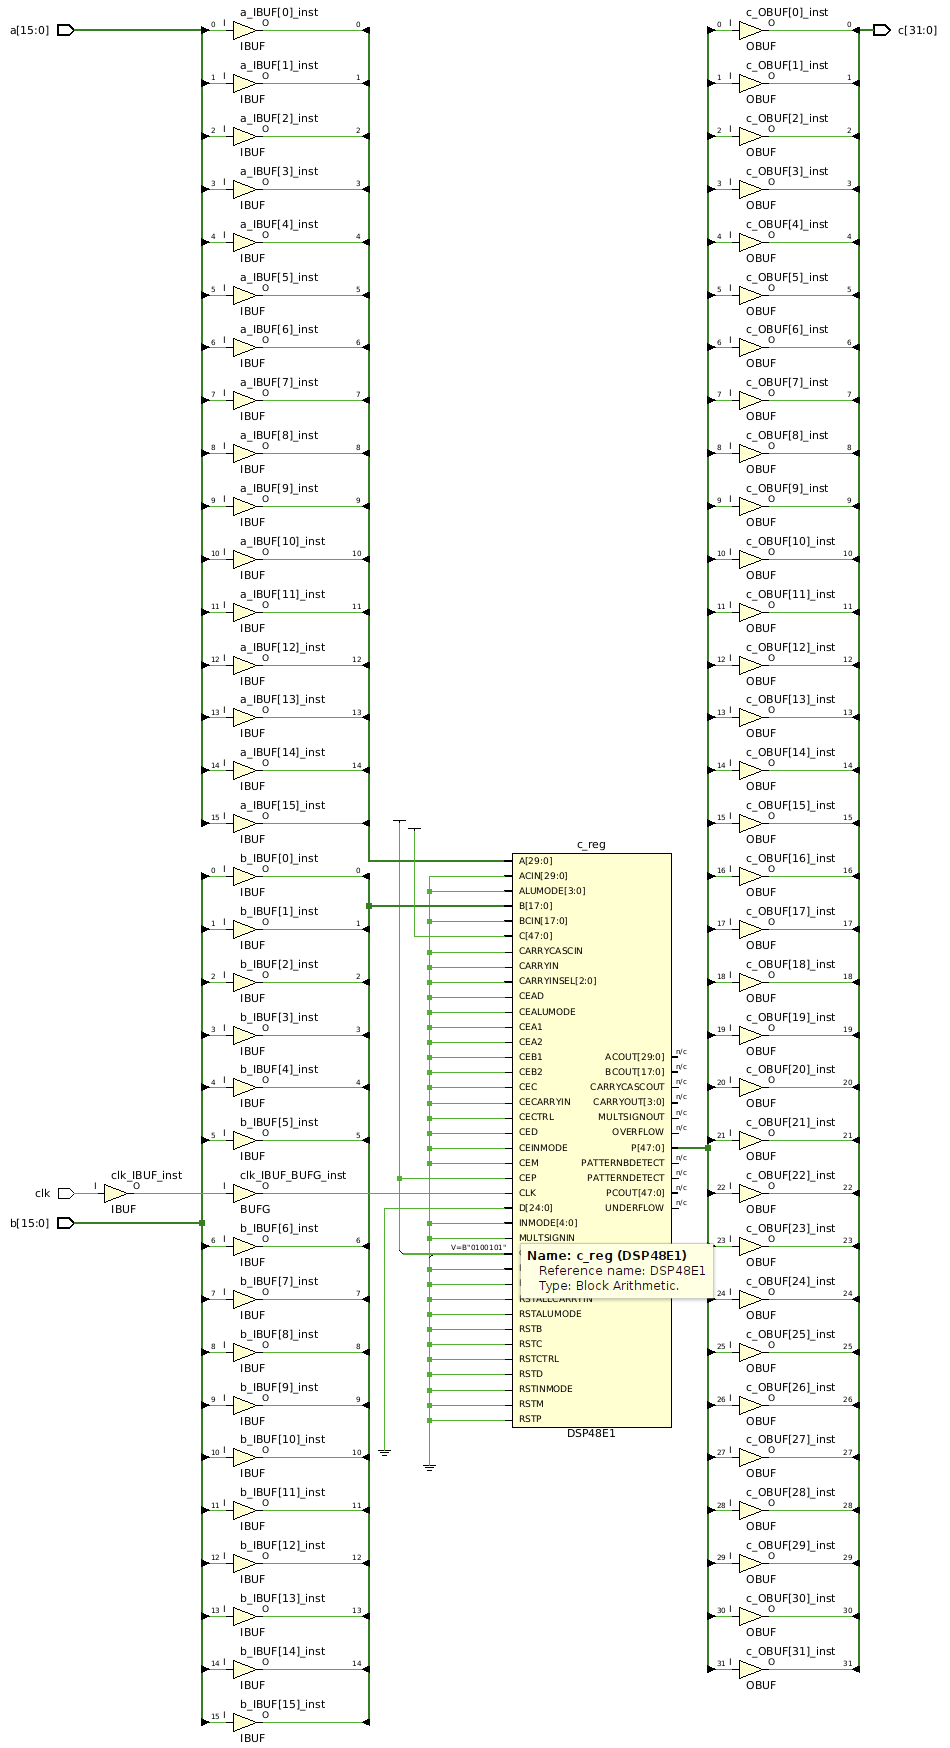 a[15:0]
a_IBUF[0]_inst
0 I O 0
IBUF
a_IBUF[1]_inst
1 I O 1
IBUF
a_IBUF[2]_inst
2 I O 2
IBUF
a_IBUF[3]_inst
3 I O 3
IBUF
a_IBUF[4]_inst
4 I O 4
IBUF
a_IBUF[5]_inst
5 I O 5
IBUF
a_IBUF[6]_inst
6 I O 6
IBUF
a_IBUF[7]_inst
7 I O 7
IBUF
a_IBUF[8]_inst
8 I O 8
IBUF
a_IBUF[9]_inst
9 I O 9
IBUF
a_IBUF[10]_inst
10 I O 10
IBUF
a_IBUF[11]_inst
11 I O 11
IBUF
a_IBUF[12]_inst
12 I O 12
IBUF
a_IBUF[13]_inst
13 I O 13
IBUF
a_IBUF[14]_inst
14 I O 14
IBUF
a_IBUF[15]_inst
15 I O 15
IBUF
b_IBUF[0]_inst
0 I O 0
IBUF
b_IBUF[1]_inst
1 I O 1
IBUF
b_IBUF[2]_inst
2 I O 2
IBUF
b_IBUF[3]_inst
3 I O 3
IBUF
b_IBUF[4]_inst
4 I O 4
IBUF
b_IBUF[5]_inst
5 I O 5
IBUF
clk_IBUF_inst clk_IBUF_BUFG_inst
clk I O I O
IBUF BUFG
b[15:0]
b_IBUF[6]_inst
6 I O 6
IBUF
b_IBUF[7]_inst
7 I O 7
IBUF
b_IBUF[8]_inst
8 I O 8
IBUF
b_IBUF[9]_inst
9 I O 9
IBUF
b_IBUF[10]_inst
10 I O 10
IBUF
b_IBUF[11]_inst
11 I O 11
IBUF
b_IBUF[12]_inst
12 I O 12
IBUF
b_IBUF[13]_inst
13 I O 13
IBUF
b_IBUF[14]_inst
14 I O 14
IBUF
b_IBUF[15]_inst
15 I O 15
IBUF
c_reg
A[29:0]
ACIN[29:0]
ALUMODE[3:0]
B[17:0]
BCIN[17:0]
C[47:0]
CARRYCASCIN
CARRYIN
CARRYINSEL[2:0]
CEAD
CEALUMODE
CEA1
CEA2
CEB1 ACOUT[29:0] n/c
CEB2 BCOUT[17:0] n/c
CEC CARRYCASCOUT n/c
CECARRYIN CARRYOUT[3:0] n/c
CECTRL MULTSIGNOUT n/c
CED OVERFLOW n/c
CEINMODE P[47:0]
CEM PATTERNBDETECT n/c
CEP PATTERNDETECT n/c
CLK PCOUT[47:0] n/c
D[24:0] UNDERFLOW n/c
INMODE[4:0]
MULTSIGNIN
V=B"0100101"
Name: c_reg (DSP48E1)
Reference name: DSP48E1
Type: Block Arithmetic.
RSTALLCARRYIN
RSTALUMODE
RSTB
RSTC
RSTCTRL
RSTD
RSTINMODE
RSTM
RSTP
DSP48E1
c_OBUF[0]_inst
0 I O 0
OBUF
c[31:0]
c_OBUF[1]_inst
1 I O 1
OBUF
c_OBUF[2]_inst
2 I O 2
OBUF
c_OBUF[3]_inst
3 I O 3
OBUF
c_OBUF[4]_inst
4 I O 4
OBUF
c_OBUF[5]_inst
5 I O 5
OBUF
c_OBUF[6]_inst
6 I O 6
OBUF
c_OBUF[7]_inst
7 I O 7
OBUF
c_OBUF[8]_inst
8 I O 8
OBUF
c_OBUF[9]_inst
9 I O 9
OBUF
c_OBUF[10]_inst
10 I O 10
OBUF
c_OBUF[11]_inst
11 I O 11
OBUF
c_OBUF[12]_inst
12 I O 12
OBUF
c_OBUF[13]_inst
13 I O 13
OBUF
c_OBUF[14]_inst
14 I O 14
OBUF
c_OBUF[15]_inst
15 I O 15
OBUF
c_OBUF[16]_inst
16 I O 16
OBUF
c_OBUF[17]_inst
17 I O 17
OBUF
c_OBUF[18]_inst
18 I O 18
OBUF
c_OBUF[19]_inst
19 I O 19
OBUF
c_OBUF[20]_inst
20 I O 20
OBUF
c_OBUF[21]_inst
21 I O 21
OBUF
c_OBUF[22]_inst
22 I O 22
OBUF
c_OBUF[23]_inst
23 I O 23
OBUF
c_OBUF[24]_inst
24 I O 24
OBUF
c_OBUF[25]_inst
25 I O 25
OBUF
c_OBUF[26]_inst
26 I O 26
OBUF
c_OBUF[27]_inst
27 I O 27
OBUF
c_OBUF[28]_inst
28 I O 28
OBUF
c_OBUF[29]_inst
29 I O 29
OBUF
c_OBUF[30]_inst
30 I O 30
OBUF
c_OBUF[31]_inst
31 I O 31
OBUF